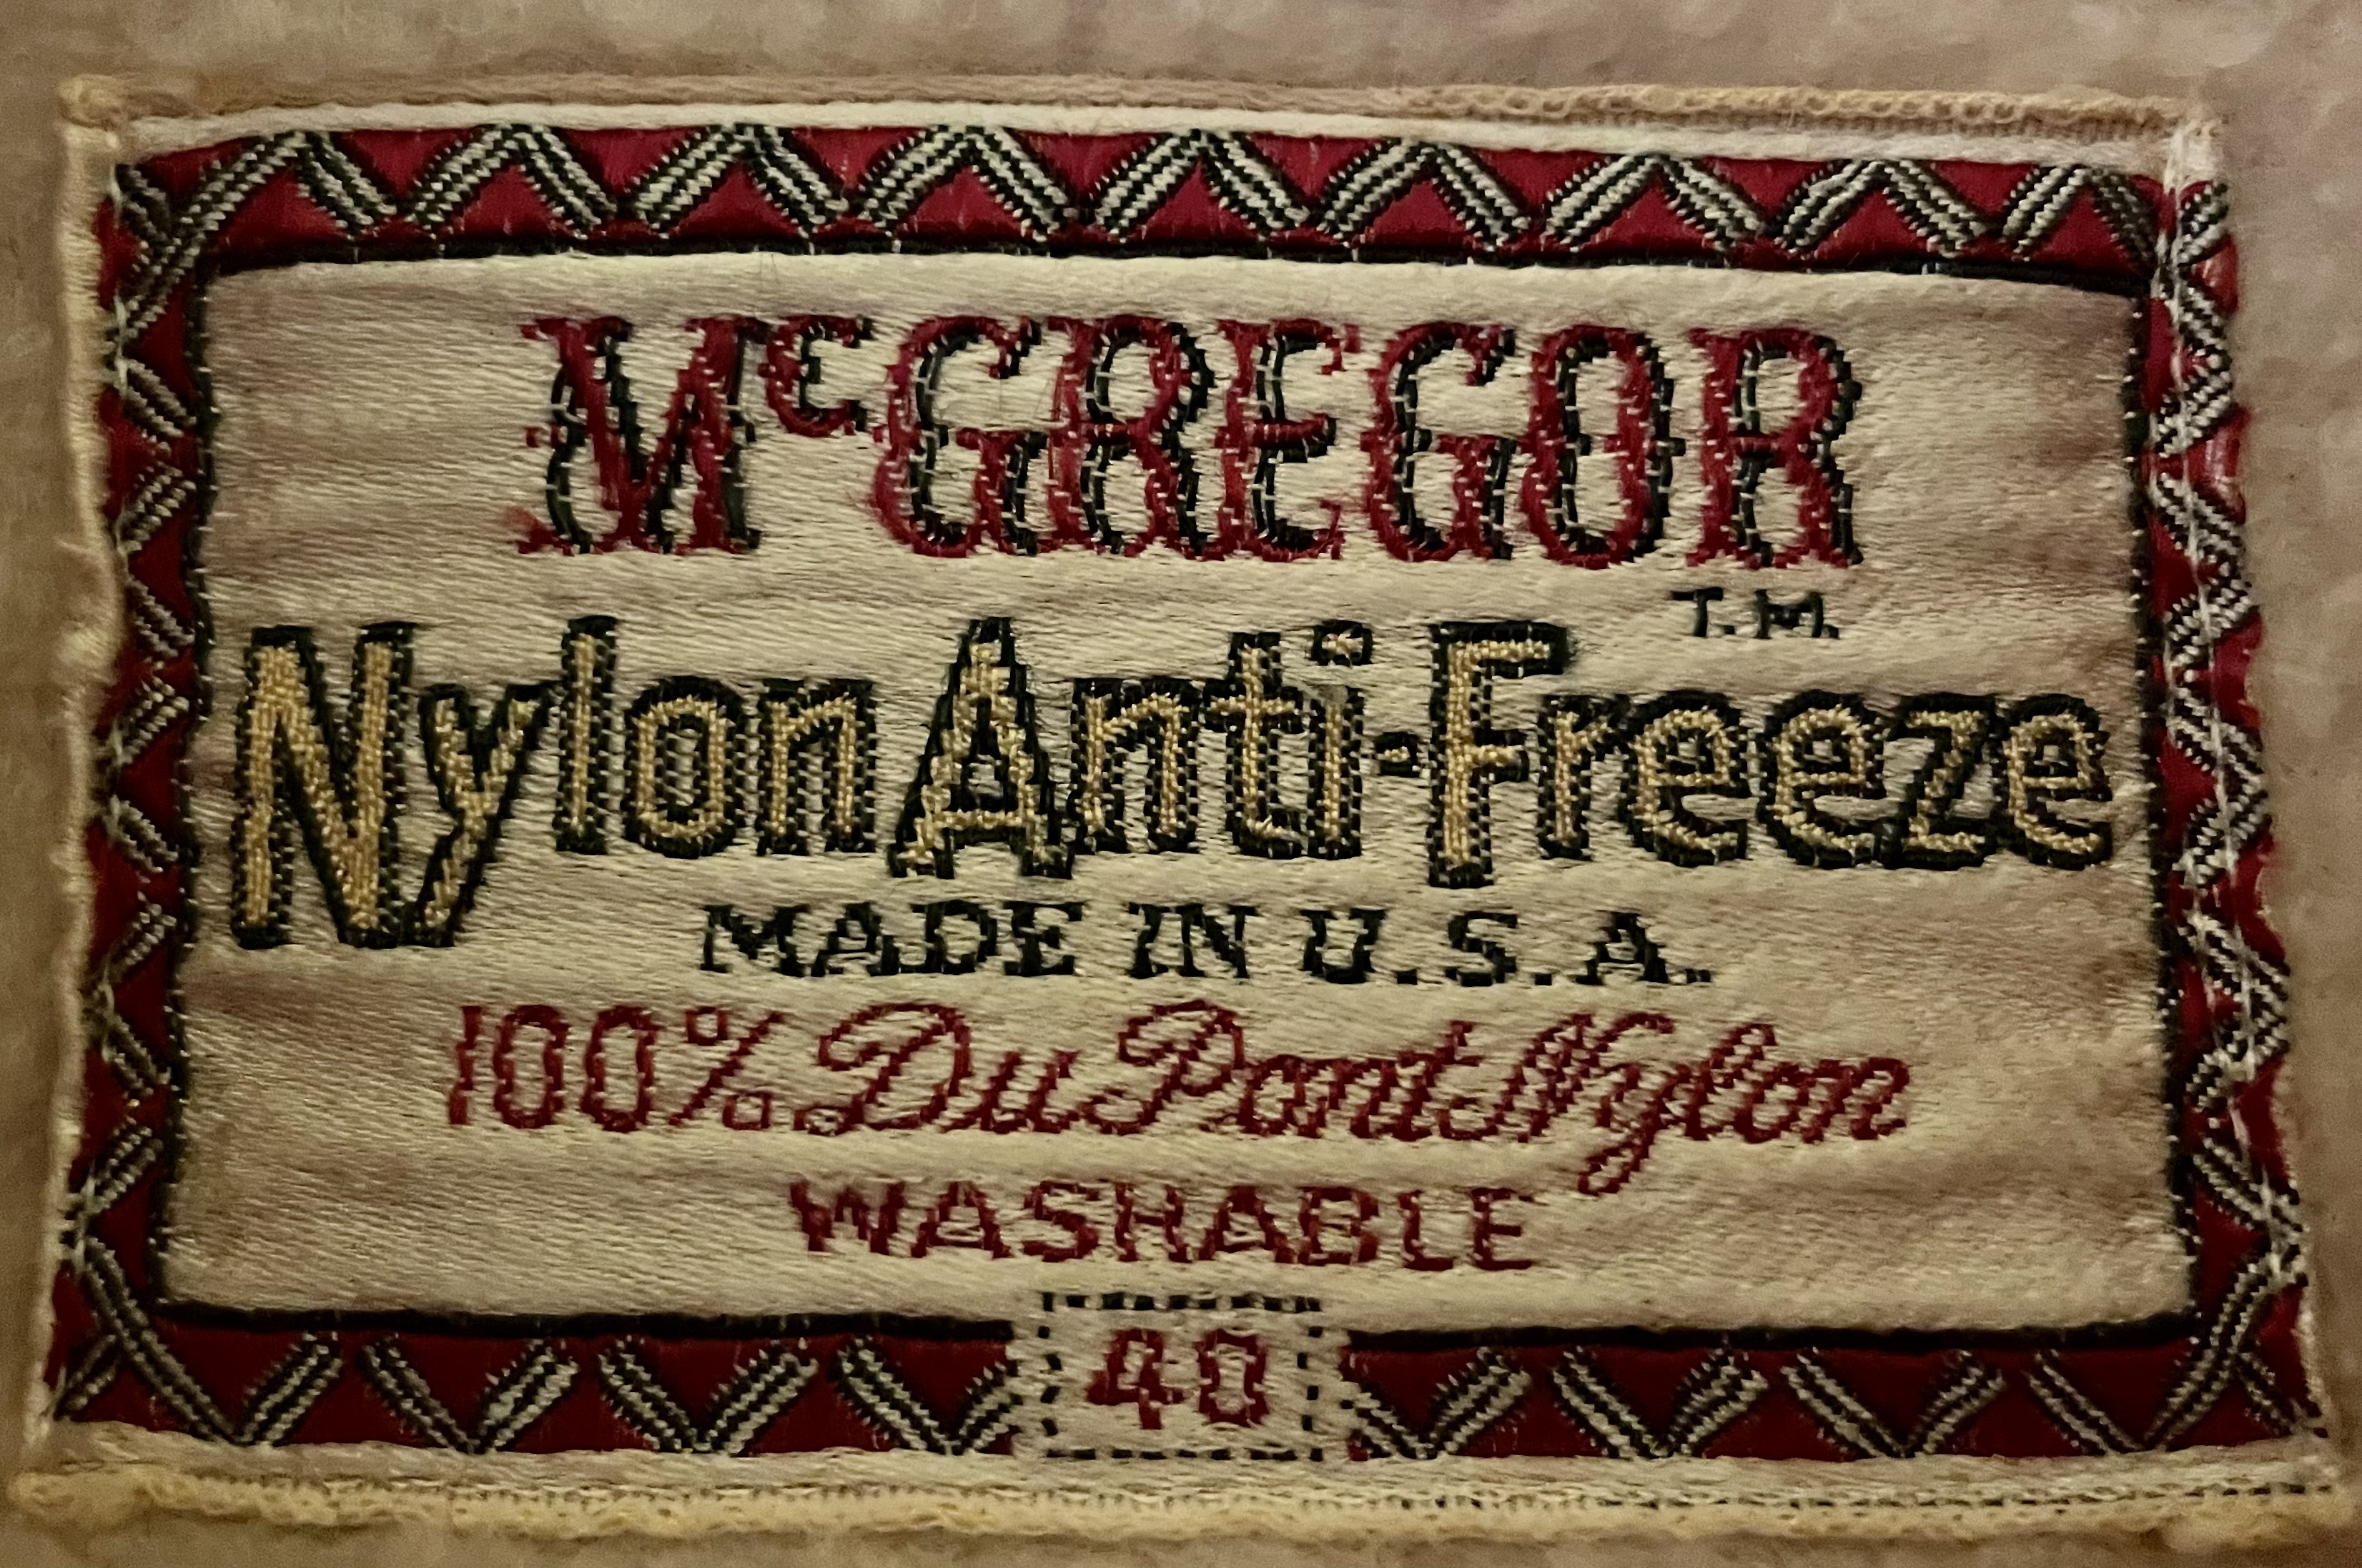 McGREGOR
T.M.
Nylon Anti-Freeze
MADE IN U.S.A.
100% Du Pont Nylon
WASHABLE
40